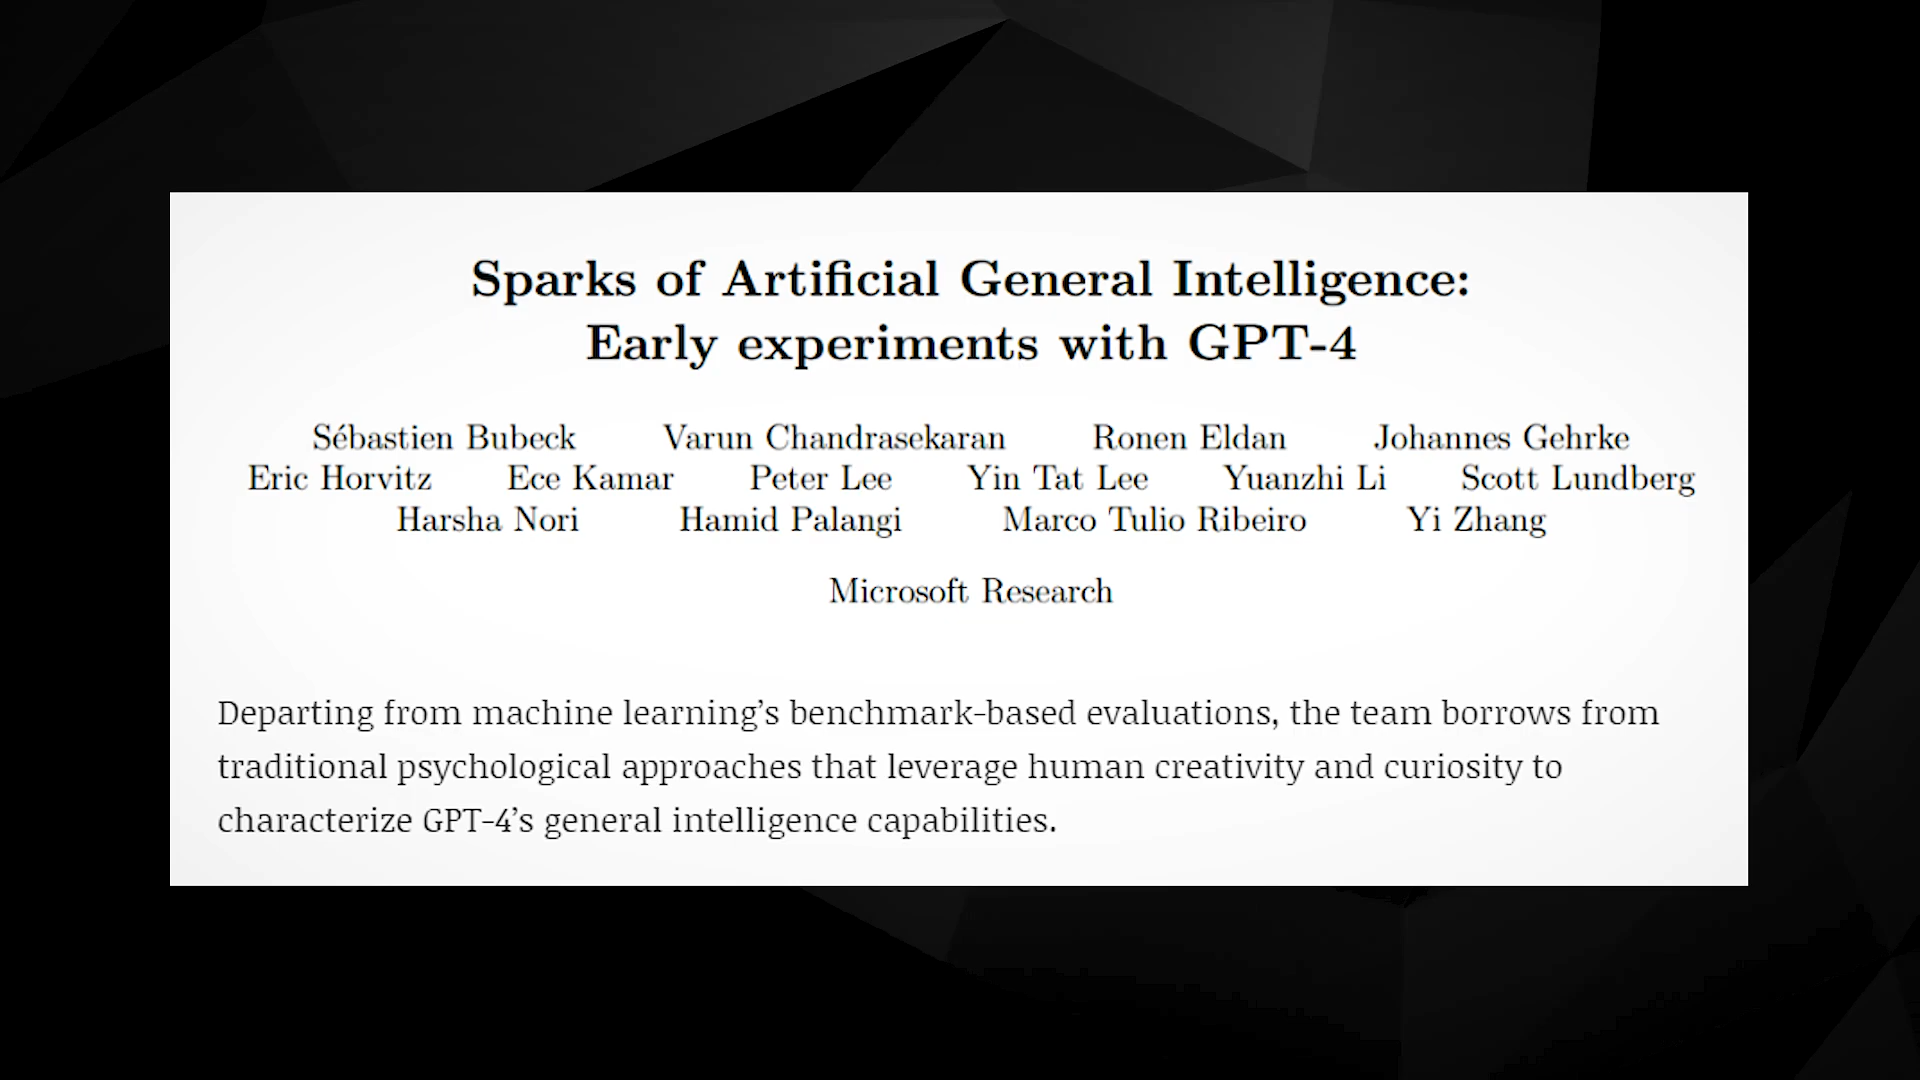 Sparks of Artificial General Intelligence:
Early experiments with GPT-4
Sébastien Bubeck Varun Chandrasekaran Ronen Eldan Johannes Gehrke
Eric Horvitz Ece Kamar Peter Lee Yin Tat Lee Yuanzhi Li Scott Lundberg
Harsha Nori Hamid Palangi Marco Tulio Ribeiro Yi Zhang
Microsoft Research
Departing from machine learning’s benchmark-based evaluations, the team borrows from
traditional psychological approaches that leverage human creativity and curiosity to
characterize GPT-4’s general intelligence capabilities.